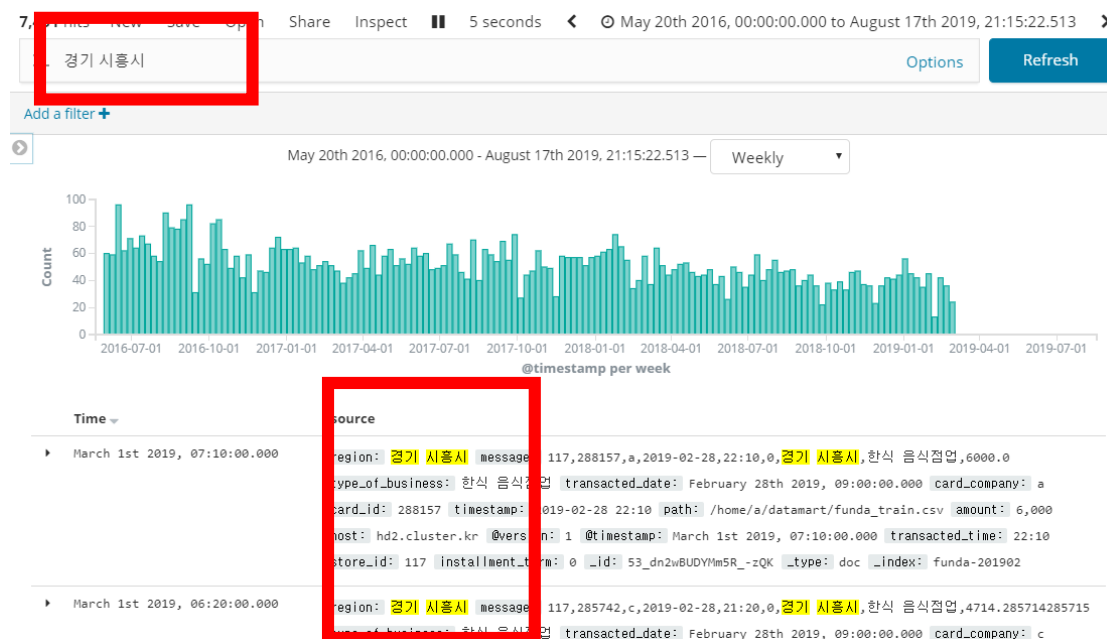 Share Inspect 5 seconds May 20th 2016, 00:00:00.000 to August 17th 2019, 21:15:22.513
경기 시흥시 Options Refresh
Add a filter
May 20th 2016, 00:00:00.000 - August 17th 2019, 21:15:22.513 — Weekly
100
80
60
40
20
0
Count
2016-07-01 2016-10-01 2017-01-01 2017-04-01 2017-07-01 2017-10-01 2018-01-01 2018-04-01 2018-07-01 2018-10-01 2019-01-01 2019-04-01 2019-07-01
@timestamp per week
Time source
March 1st 2019, 07:10:00.000 region: 경기 시흥시 message 117,288157,a,2019-02-28,22:10,0,경기 시흥시,한식 음식점업,6000.0
type_of_business: 한식 음식점업 transacted_date: February 28th 2019, 09:00:00.000 card_company: a
card_id: 288157 timestamp: 2019-02-28 22:10 path: /home/a/datamart/funda_train.csv amount: 6,000
host: hd2.cluster.kr @version: 1 @timestamp: March 1st 2019, 07:10:00.000 transacted_time: 22:10
store_id: 117 installment_term: 0 _id: 53_dn2wBUDYMm5R_-zQK _type: doc _index: funda-201902
March 1st 2019, 06:20:00.000 region: 경기 시흥시 message 117,285742,c,2019-02-28,21:20,0,경기 시흥시,한식 음식점업,4714.285714285715
transacted_date: February 28th 2019, 09:00:00.000 card_company: c